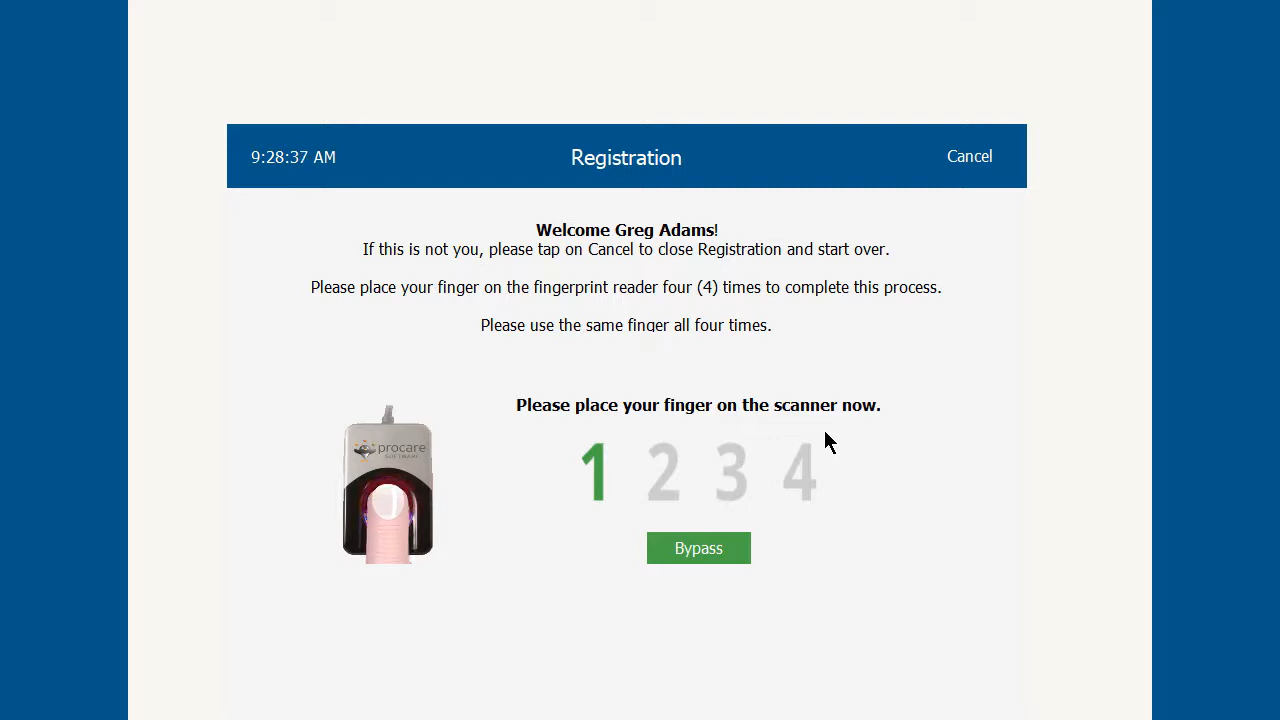 9:28:37 AM
Registration
Cancel
Welcome Greg Adams!
If this is not you, please tap on Cancel to close Registration and start over.
Please place your finger on the fingerprint reader four (4) times to complete this process.
Please use the same finger all four times.
Please place your finger on the scanner now.
procare
SOFTWARE
1 2 3 4
Bypass